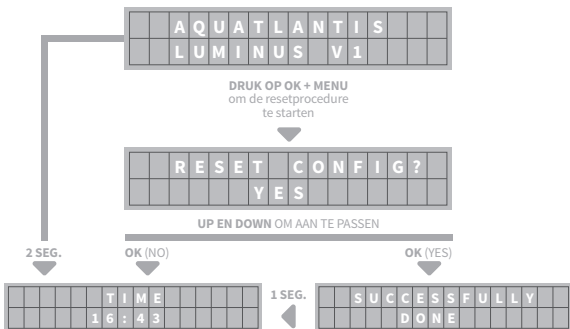 AQUATLANTIS
LUMINUS V1
DRUK OP OK + MENU
om de resetprocedure
te starten
RESET CONFIG?
YES
UP EN DOWN OM AAN TE PASSEN
2 SEG.
OK (NO)
OK (YES)
TIME
16:43
1 SEG.
SUCCESSFULLY
DONE